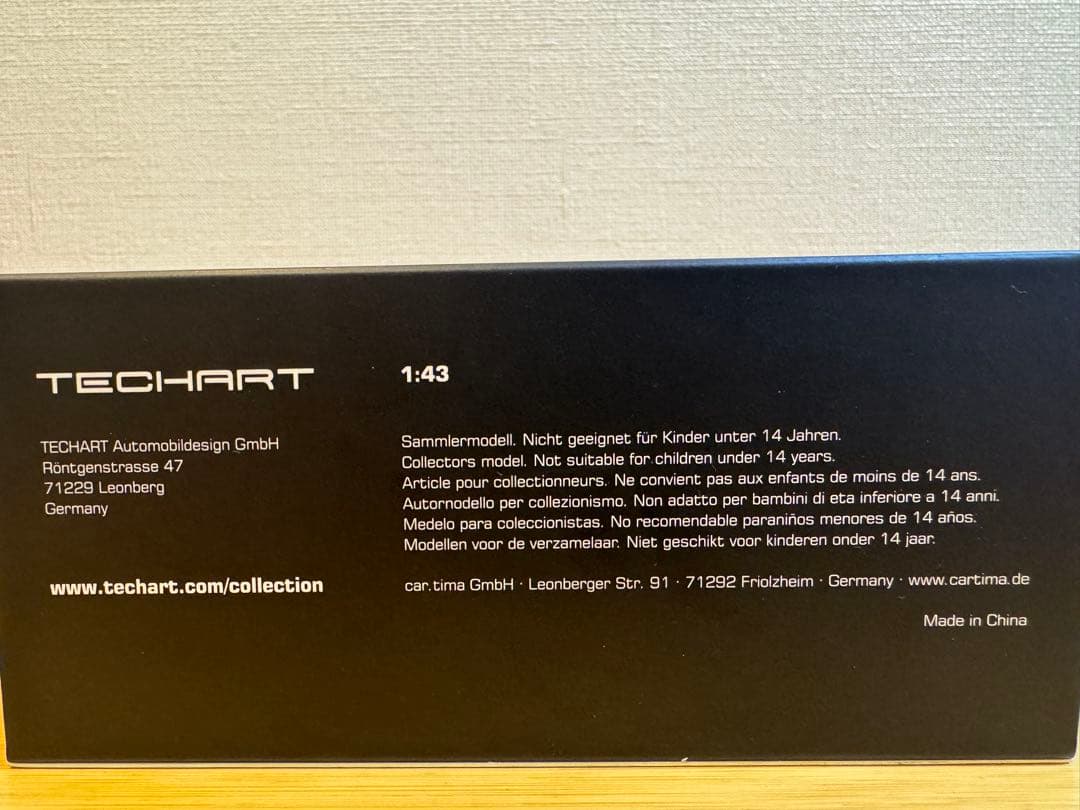 TECHART
TECHART Automobildesign GmbH
Röntgenstrasse 47
71229 Leonberg
Germany
www.techart.com/collection
1:43
Sammlermodell. Nicht geeignet für Kinder unter 14 Jahren.
Collectors model. Not suitable for children under 14 years.
Article pour collectionneurs. Ne convient pas aux enfants de moins de 14 ans.
Autornodello per collezionismo. Non adatto per bambini di eta inferiore a 14 anni.
Medelo para coleccionistas. No recomendable paraniños menores de 14 años.
Modellen voor de verzamelaar. Niet geschikt voor kinderen onder 14 jaar.
car.tima GmbH · Leonberger Str. 91 · 71292 Friolzheim · Germany · www.cartima.de
Made in China